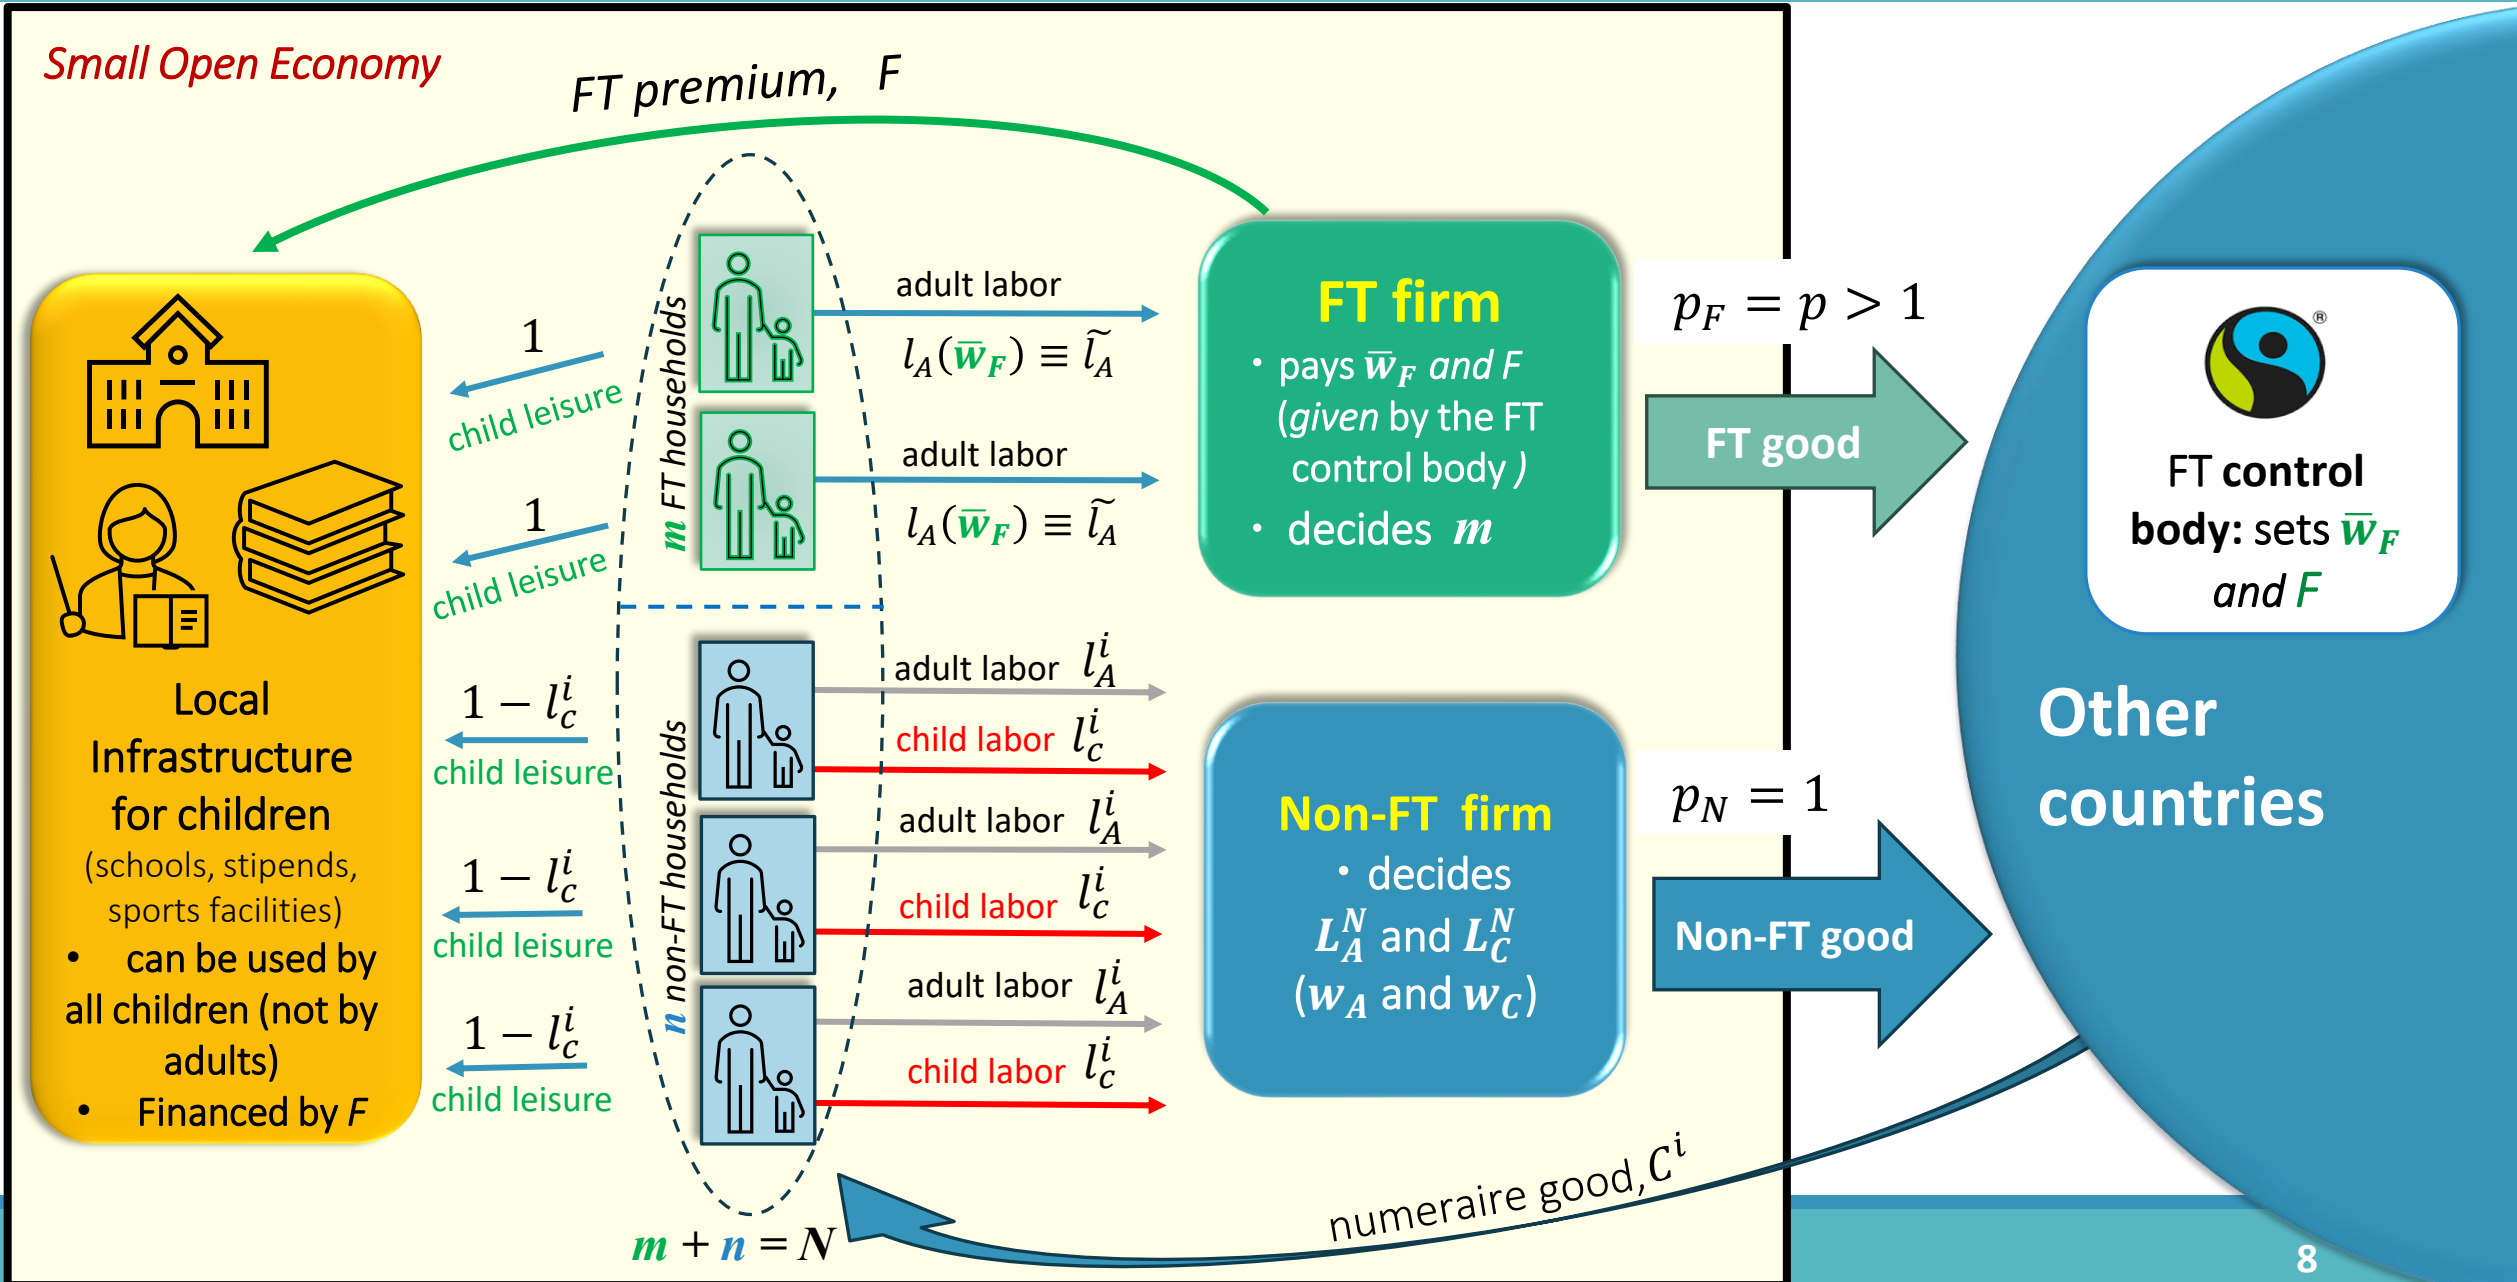 Small Open Economy
FT premium, F
Local
Infrastructure
for children
(schools, stipends,
sports facilities)
• can be used by
all children (not by
adults)
• Financed by F
1
child leisure
1
child leisure
1 − l_c^i
child leisure
1 − l_c^i
child leisure
1 − l_c^i
child leisure
m FT households
n non-FT households
m + n = N
adult labor
l_A(w̅_F) ≡ l̃_A
adult labor
l_A(w̅_F) ≡ l̃_A
adult labor l_A^i
child labor l_c^i
adult labor l_A^i
child labor l_c^i
adult labor l_A^i
child labor l_c^i
FT firm
• pays w̅_F and F
(given by the FT
control body)
• decides m
Non-FT firm
• decides
L_A^N and L_C^N
(w_A and w_C)
p_F = p > 1
FT good
p_N = 1
Non-FT good
numeraire good, C^i
®
FT control
body: sets w̅_F
and F
Other
countries
8